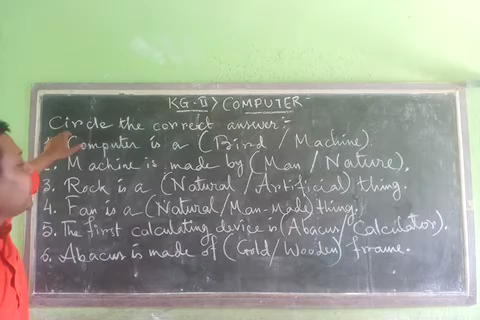 KG-II > COMPUTER-
Circle the correct answer:-
Computer is a (Bird / Machine).
2. Machine is made by (Man / Nature).
3. Rock is a (Natural / Artificial) thing.
4. Fan is a (Natural/Man-Made) thing.
5. The first calculating device is (Abacus/ Calculator).
6. Abacus is made of (Gold/Wooden) frame.